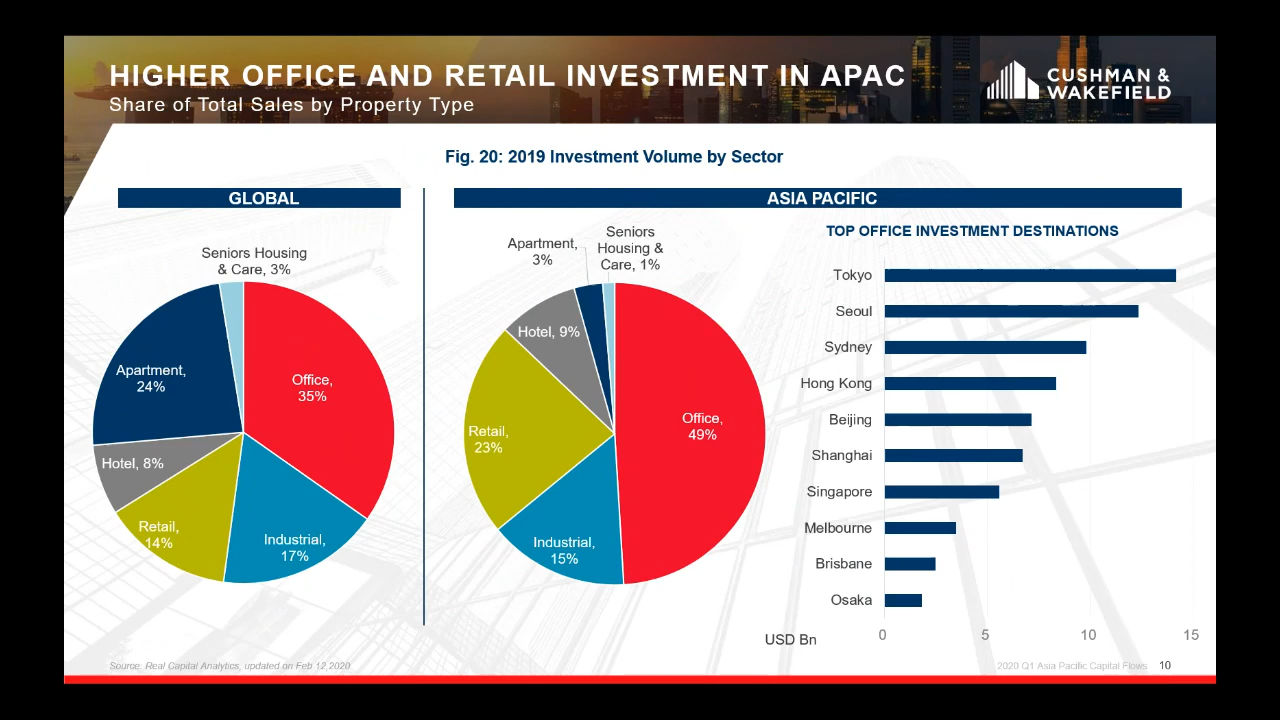 HIGHER OFFICE AND RETAIL INVESTMENT IN APAC
Share of Total Sales by Property Type
CUSHMAN &
WAKEFIELD
Fig. 20: 2019 Investment Volume by Sector
GLOBAL
Seniors Housing
& Care, 3%
Apartment,
24%
Office,
35%
Hotel, 8%
Retail,
14%
Industrial,
17%
ASIA PACIFIC
Apartment,
3%
Seniors
Housing &
Care, 1%
Hotel, 9%
Retail,
23%
Office,
49%
Industrial,
15%
TOP OFFICE INVESTMENT DESTINATIONS
Tokyo
Seoul
Sydney
Hong Kong
Beijing
Shanghai
Singapore
Melbourne
Brisbane
Osaka
USD Bn
0 5 10 15
Source: Real Capital Analytics, updated on Feb 12,2020
2020 Q1 Asia Pacific Capital Flows 10